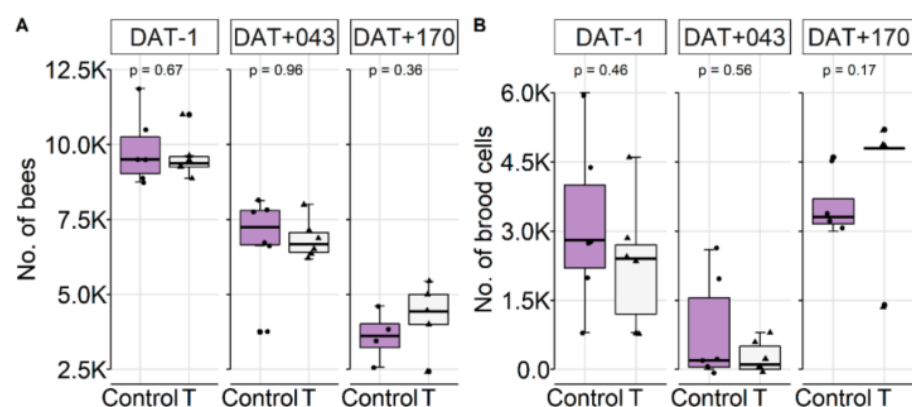 A
DAT-1 DAT+043 DAT+170
p = 0.67 p = 0.96 p = 0.36
No. of bees
12.5K
10.0K
7.5K
5.0K
2.5K
Control T Control T Control T
B
DAT-1 DAT+043 DAT+170
p = 0.46 p = 0.56 p = 0.17
No. of brood cells
6.0K
4.5K
3.0K
1.5K
0.0
Control T Control T Control T